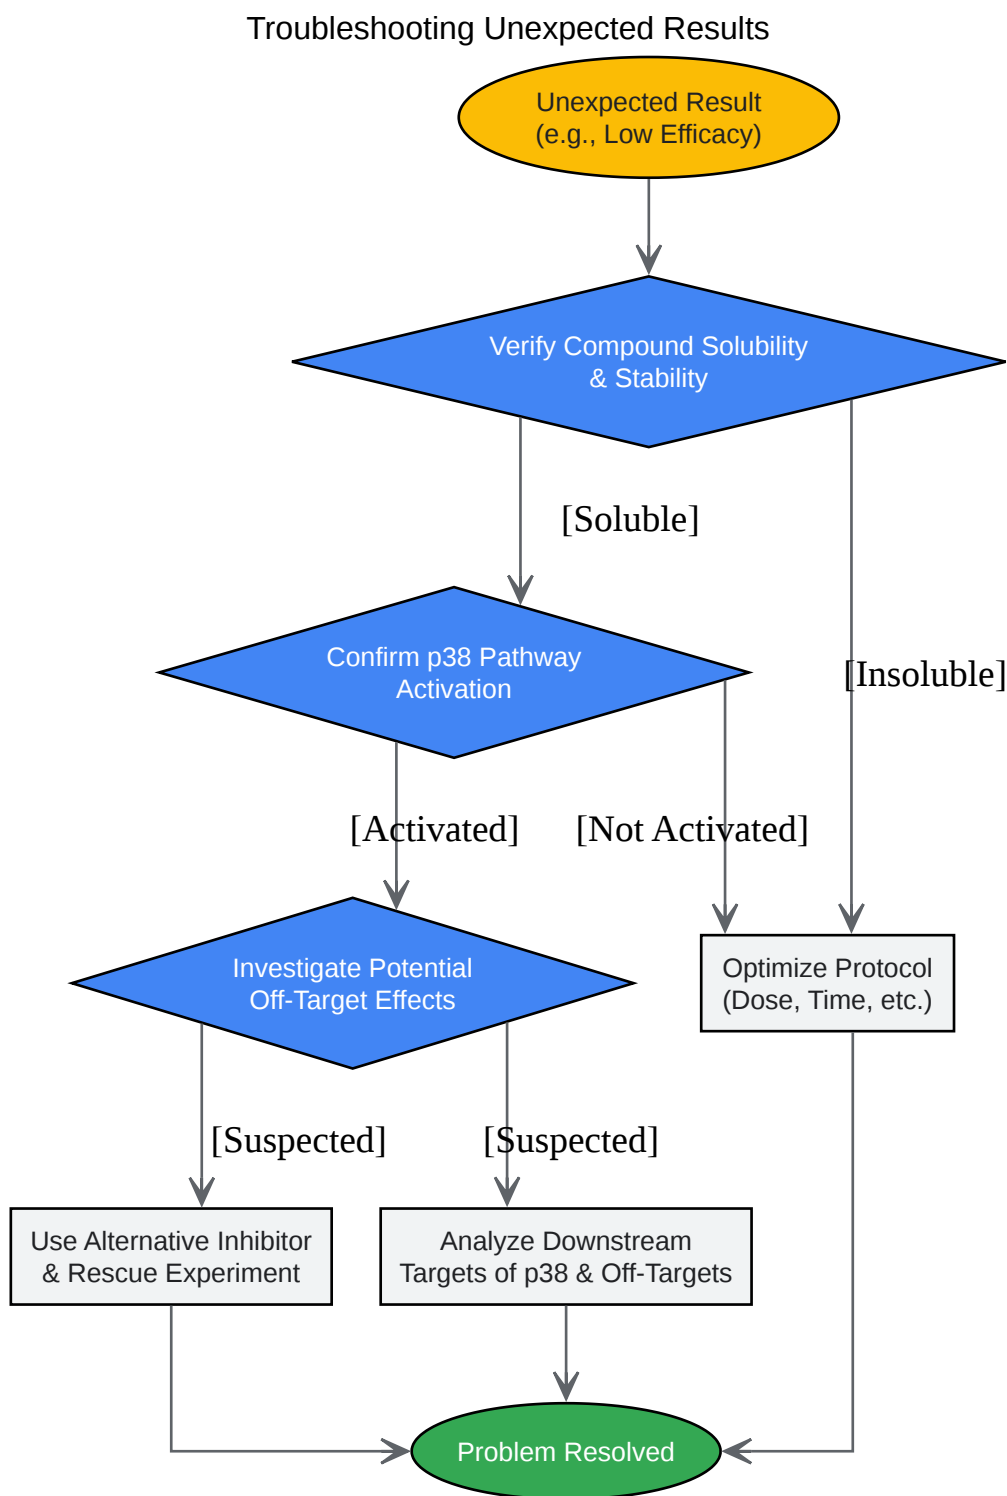 Troubleshooting Unexpected Results
Unexpected Result
(e.g., Low Efficacy)
Verify Compound Solubility
& Stability
[Soluble]
Confirm p38 Pathway
Activation
[Insoluble]
[Activated]
[Not Activated]
Investigate Potential
Off-Target Effects
Optimize Protocol
(Dose, Time, etc.)
[Suspected]
[Suspected]
Use Alternative Inhibitor
& Rescue Experiment
Analyze Downstream
Targets of p38 & Off-Targets
Problem Resolved